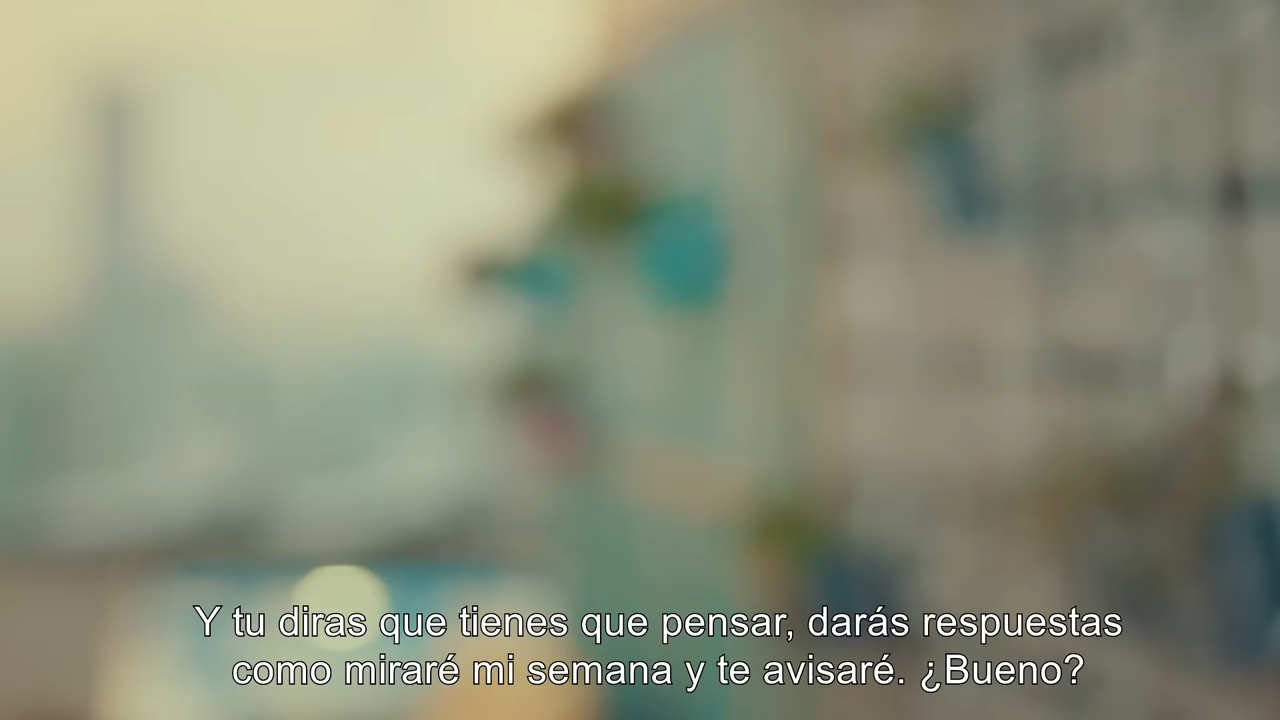 Y tu diras que tienes que pensar, darás respuestas
como miraré mi semana y te avisaré. ¿Bueno?